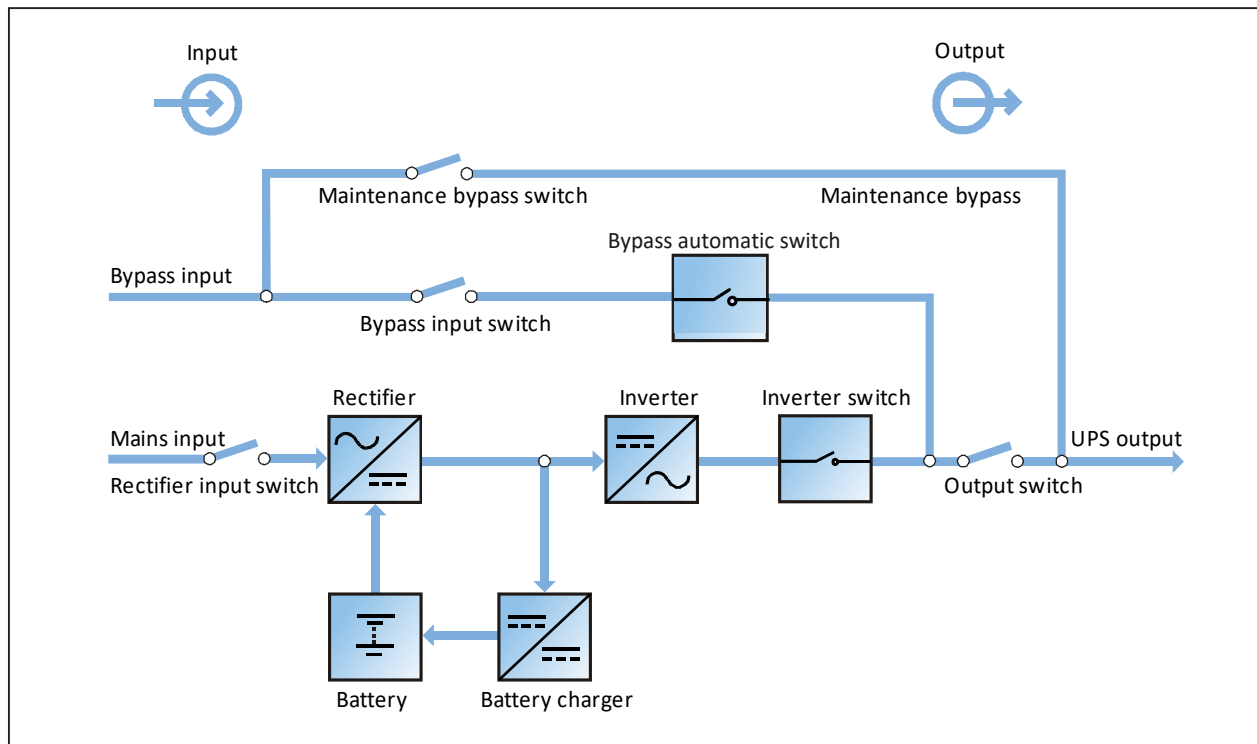 Input
Output
Maintenance bypass switch
Maintenance bypass
Bypass automatic switch
Bypass input
Bypass input switch
Rectifier
Inverter
Inverter switch
Mains input
UPS output
Rectifier input switch
Output switch
Battery
Battery charger